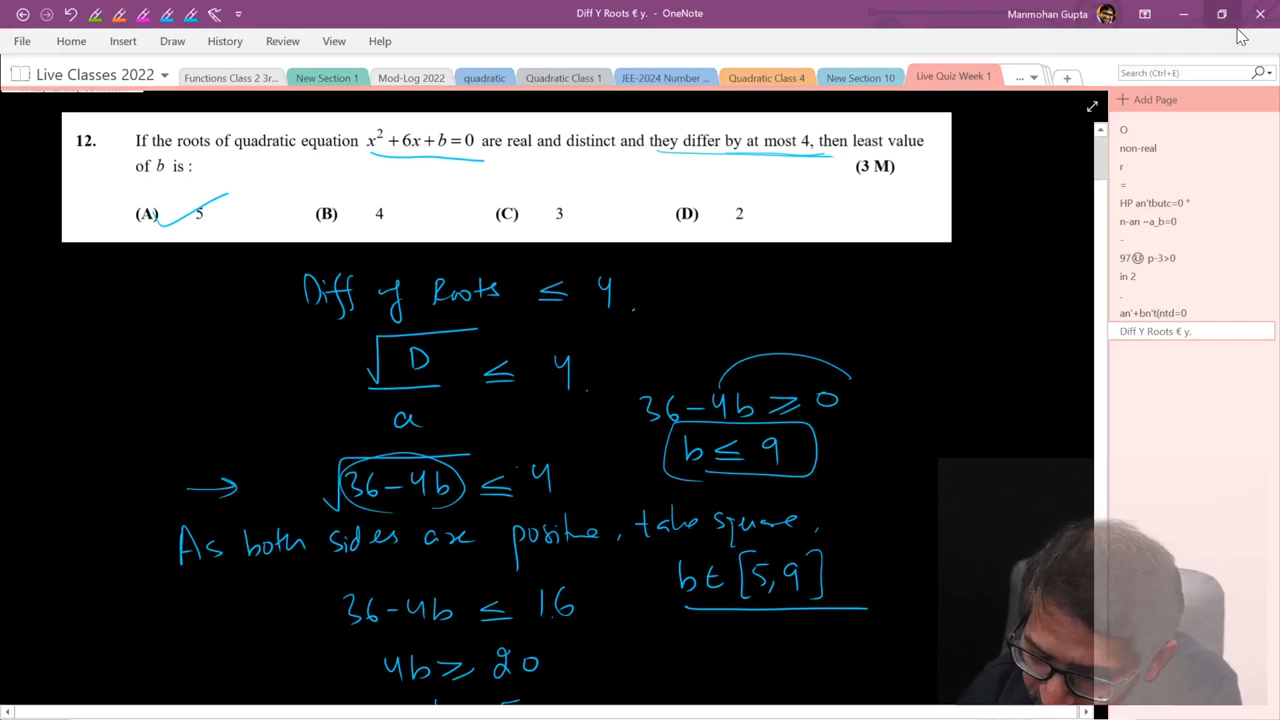 Diff Y Roots € y. - OneNote
Manmohan Gupta
File Home Insert Draw History Review View Help
Live Classes 2022
Functions Class 2 3r...
New Section 1
Mod-Log 2022
quadratic
Quadratic Class 1
JEE-2024 Number ...
Quadratic Class 4
New Section 10
Live Quiz Week 1
...
Search (Ctrl+E)
Add Page
O
non-real
r
=
HP an'tbutc=0 °
n-an ~a_b=0
-
97 p-3>0
in 2
.
an'+bn't(ntd=0
Diff Y Roots € y.
12. If the roots of quadratic equation x² + 6x + b = 0 are real and distinct and they differ by at most 4, then least value
of b is : (3 M)
(A) 5 (B) 4 (C) 3 (D) 2
Diff of Roots ≤ 4.
√D / a ≤ 4.
36 - 4b ≥ 0
b ≤ 9
→ √(36 - 4b) ≤ 4
As both sides are positive, take square,
b ∈ [5, 9]
36 - 4b ≤ 16
4b ≥ 20